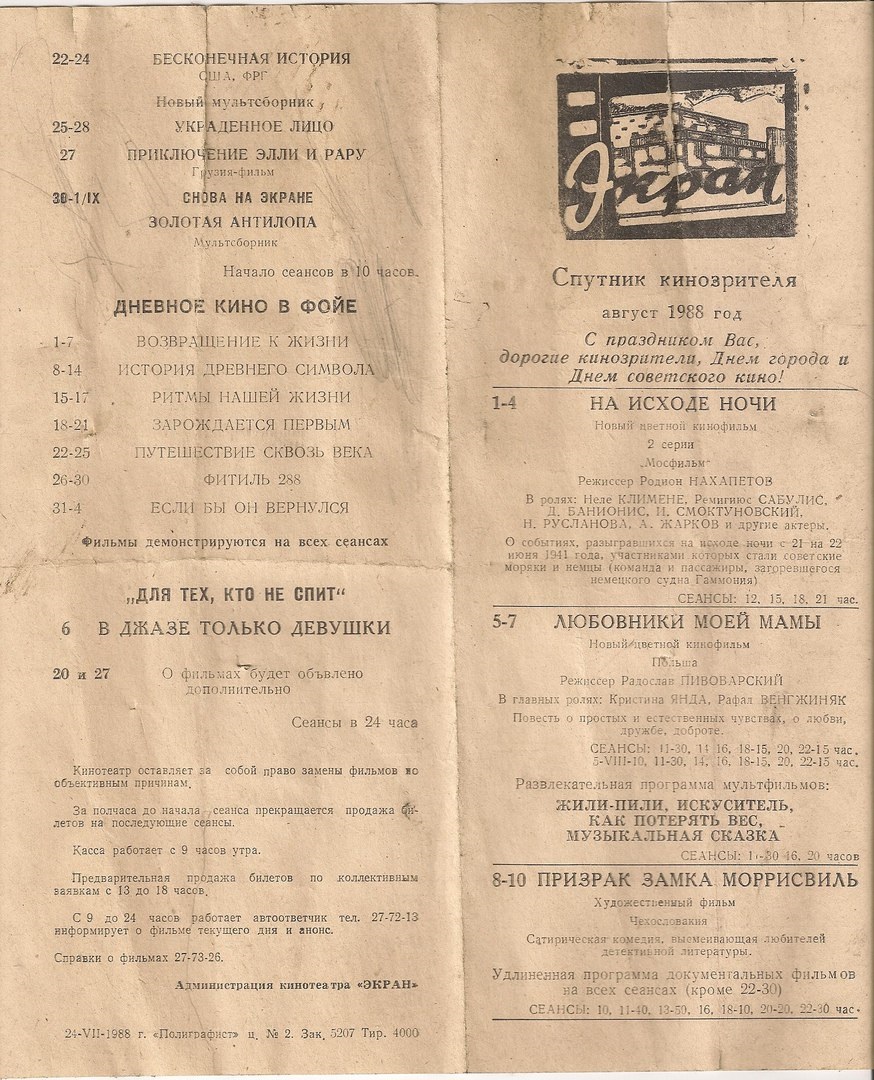 22-24 БЕСКОНЕЧНАЯ ИСТОРИЯ
США, ФРГ
Новый мультсборник
25-28 УКРАДЕННОЕ ЛИЦО
27 ПРИКЛЮЧЕНИЕ ЭЛЛИ И РАРУ
Грузия-фильм
30-1/IX СНОВА НА ЭКРАНЕ
ЗОЛОТАЯ АНТИЛОПА
Мультсборник
Начало сеансов в 10 часов.
ДНЕВНОЕ КИНО В ФОЙЕ
1-7 ВОЗВРАЩЕНИЕ К ЖИЗНИ
8-14 ИСТОРИЯ ДРЕВНЕГО СИМВОЛА
15-17 РИТМЫ НАШЕЙ ЖИЗНИ
18-21 ЗАРОЖДАЕТСЯ ПЕРВЫМ
22-25 ПУТЕШЕСТВИЕ СКВОЗЬ ВЕКА
26-30 ФИТИЛЬ 288
31-4 ЕСЛИ БЫ ОН ВЕРНУЛСЯ
Фильмы демонстрируются на всех сеансах
„ДЛЯ ТЕХ, КТО НЕ СПИТ“
6 В ДЖАЗЕ ТОЛЬКО ДЕВУШКИ
20 и 27 О фильмах будет объвлено
дополнительно
Сеансы в 24 часа
Кинотеатр оставляет за собой право замены фильмов по
объективным причинам.
За полчаса до начала сеанса прекращается продажа би-
летов на последующие сеансы.
Касса работает с 9 часов утра.
Предварительная продажа билетов по коллективным
заявкам с 13 до 18 часов.
С 9 до 24 часов работает автоответчик тел. 27-72-13
информирует о фильме текущего дня и анонс.
Справки о фильмах 27-73-26.
Администрация кинотеатра «ЭКРАН»
24-VII-1988 г. «Полиграфист» ц. № 2. Зак. 5207 Тир. 4000
Экран
Спутник кинозрителя
август 1988 год
С праздником Вас,
дорогие кинозрители, Днем города и
Днем советского кино!
1-4 НА ИСХОДЕ НОЧИ
Новый цветной кинофильм
2 серии
„Мосфильм“
Режиссер Родион НАХАПЕТОВ
В ролях: Неле КЛИМЕНЕ, Ремигиюс САБУЛИС,
Д. БАНИОНИС, И. СМОКТУНОВСКИЙ,
Н. РУСЛАНОВА, А. ЖАРКОВ и другие актеры.
О событиях, разыгравшихся на исходе ночи с 21 на 22
июня 1941 года, участниками которых стали советские
моряки и немцы (команда и пассажиры, загоревшегося
немецкого судна Гаммония)
СЕАНСЫ: 12, 15, 18, 21 час.
5-7 ЛЮБОВНИКИ МОЕЙ МАМЫ
Новый цветной кинофильм
Польша
Режиссер Радослав ПИВОВАРСКИЙ
В главных ролях: Кристина ЯНДА, Рафал ВЕНГЖИНЯК
Повесть о простых и естественных чувствах, о любви,
дружбе, доброте.
СЕАНСЫ: 11-30, 14, 16, 18-15, 20, 22-15 час.
5-VIII-10, 11-30, 14, 16, 18-15, 20, 22-15 час.
Развлекательная программа мултфильмов:
ЖИЛИ-ПИЛИ, ИСКУСИТЕЛЬ,
КАК ПОТЕРЯТЬ ВЕС,
МУЗЫКАЛЬНАЯ СКАЗКА
СЕАНСЫ: 16, 20 часов
8-10 ПРИЗРАК ЗАМКА МОРРИСВИЛЬ
Художественный фильм
Чехословакия
Сатирическая комедия, высмеивающая любителей
детективной литературы.
Удлиненная программа документальных фильмов
на всех сеансах (кроме 22-30)
СЕАНСЫ: 10, 11-40, 13-50, 16, 18-10, 20-20, 22-30 час.